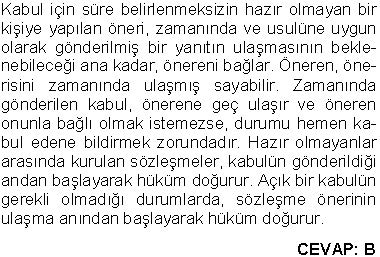 Kabul için süre belirlenmeksizin hazır olmayan bir
kişiye yapılan öneri, zamanında ve usulüne uygun
olarak gönderilmiş bir yanıtın ulaşmasının bekle-
nebileceği ana kadar, önereni bağlar. Öneren, öne-
risini zamanında ulaşmış sayabilir. Zamanında
gönderilen kabul, önerene geç ulaşır ve öneren
onunla bağlı olmak istemezse, durumu hemen ka-
bul edene bildirmek zorundadır. Hazır olmayanlar
arasında kurulan sözleşmeler, kabulün gönderildiği
andan başlayarak hüküm doğurur. Açık bir kabulün
gerekli olmadığı durumlarda, sözleşme önerinin
ulaşma anından başlayarak hüküm doğurur.
CEVAP: B